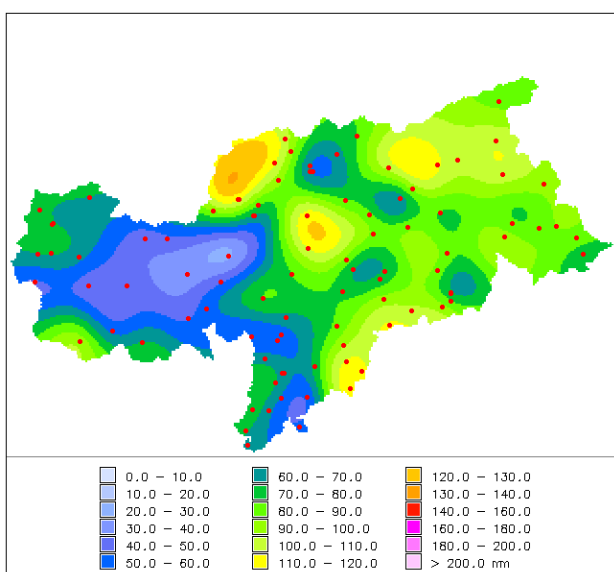 0.0 – 10.0
10.0 – 20.0
20.0 – 30.0
30.0 – 40.0
40.0 – 50.0
50.0 – 60.0
60.0 – 70.0
70.0 – 80.0
80.0 – 90.0
90.0 – 100.0
100.0 – 110.0
110.0 – 120.0
120.0 – 130.0
130.0 – 140.0
140.0 – 160.0
160.0 – 180.0
180.0 – 200.0
> 200.0 nm